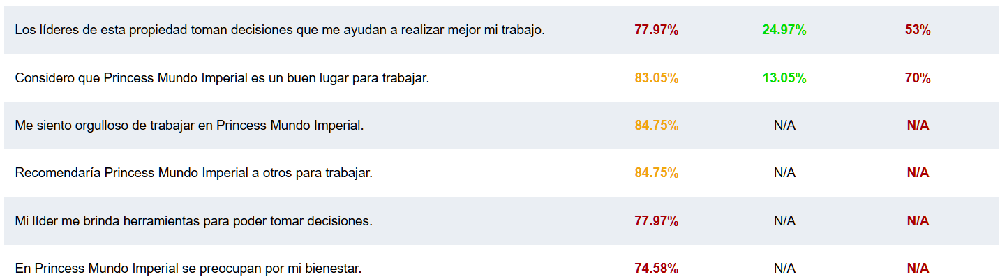 Los líderes de esta propiedad toman decisiones que me ayudan a realizar mejor mi trabajo. 77.97% 24.97% 53%
Considero que Princess Mundo Imperial es un buen lugar para trabajar. 83.05% 13.05% 70%
Me siento orgulloso de trabajar en Princess Mundo Imperial. 84.75% N/A N/A
Recomendaría Princess Mundo Imperial a otros para trabajar. 84.75% N/A N/A
Mi líder me brinda herramientas para poder tomar decisiones. 77.97% N/A N/A
En Princess Mundo Imperial se preocupan por mi bienestar. 74.58% N/A N/A